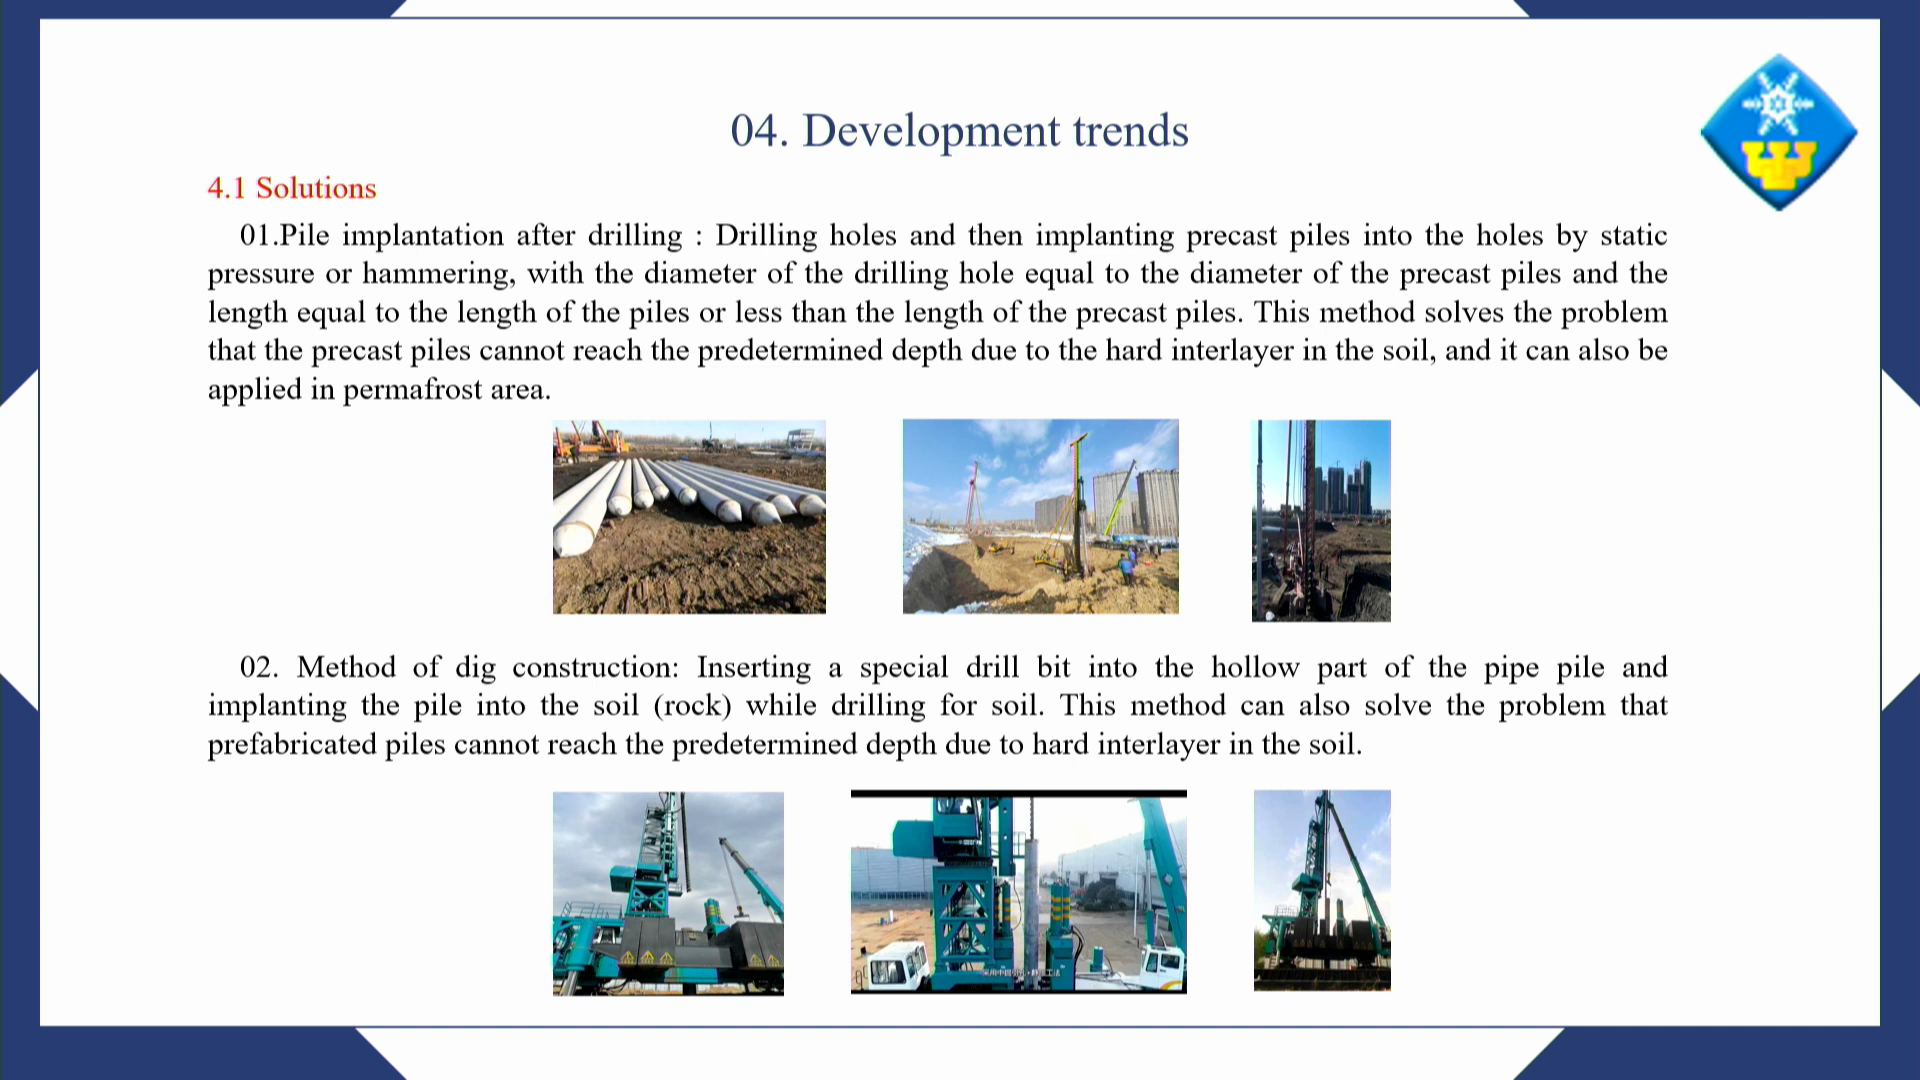 04. Development trends
4.1 Solutions
01.Pile implantation after drilling : Drilling holes and then implanting precast piles into the holes by static
pressure or hammering, with the diameter of the drilling hole equal to the diameter of the precast piles and the
length equal to the length of the piles or less than the length of the precast piles. This method solves the problem
that the precast piles cannot reach the predetermined depth due to the hard interlayer in the soil, and it can also be
applied in permafrost area.
02. Method of dig construction: Inserting a special drill bit into the hollow part of the pipe pile and
implanting the pile into the soil (rock) while drilling for soil. This method can also solve the problem that
prefabricated piles cannot reach the predetermined depth due to hard interlayer in the soil.